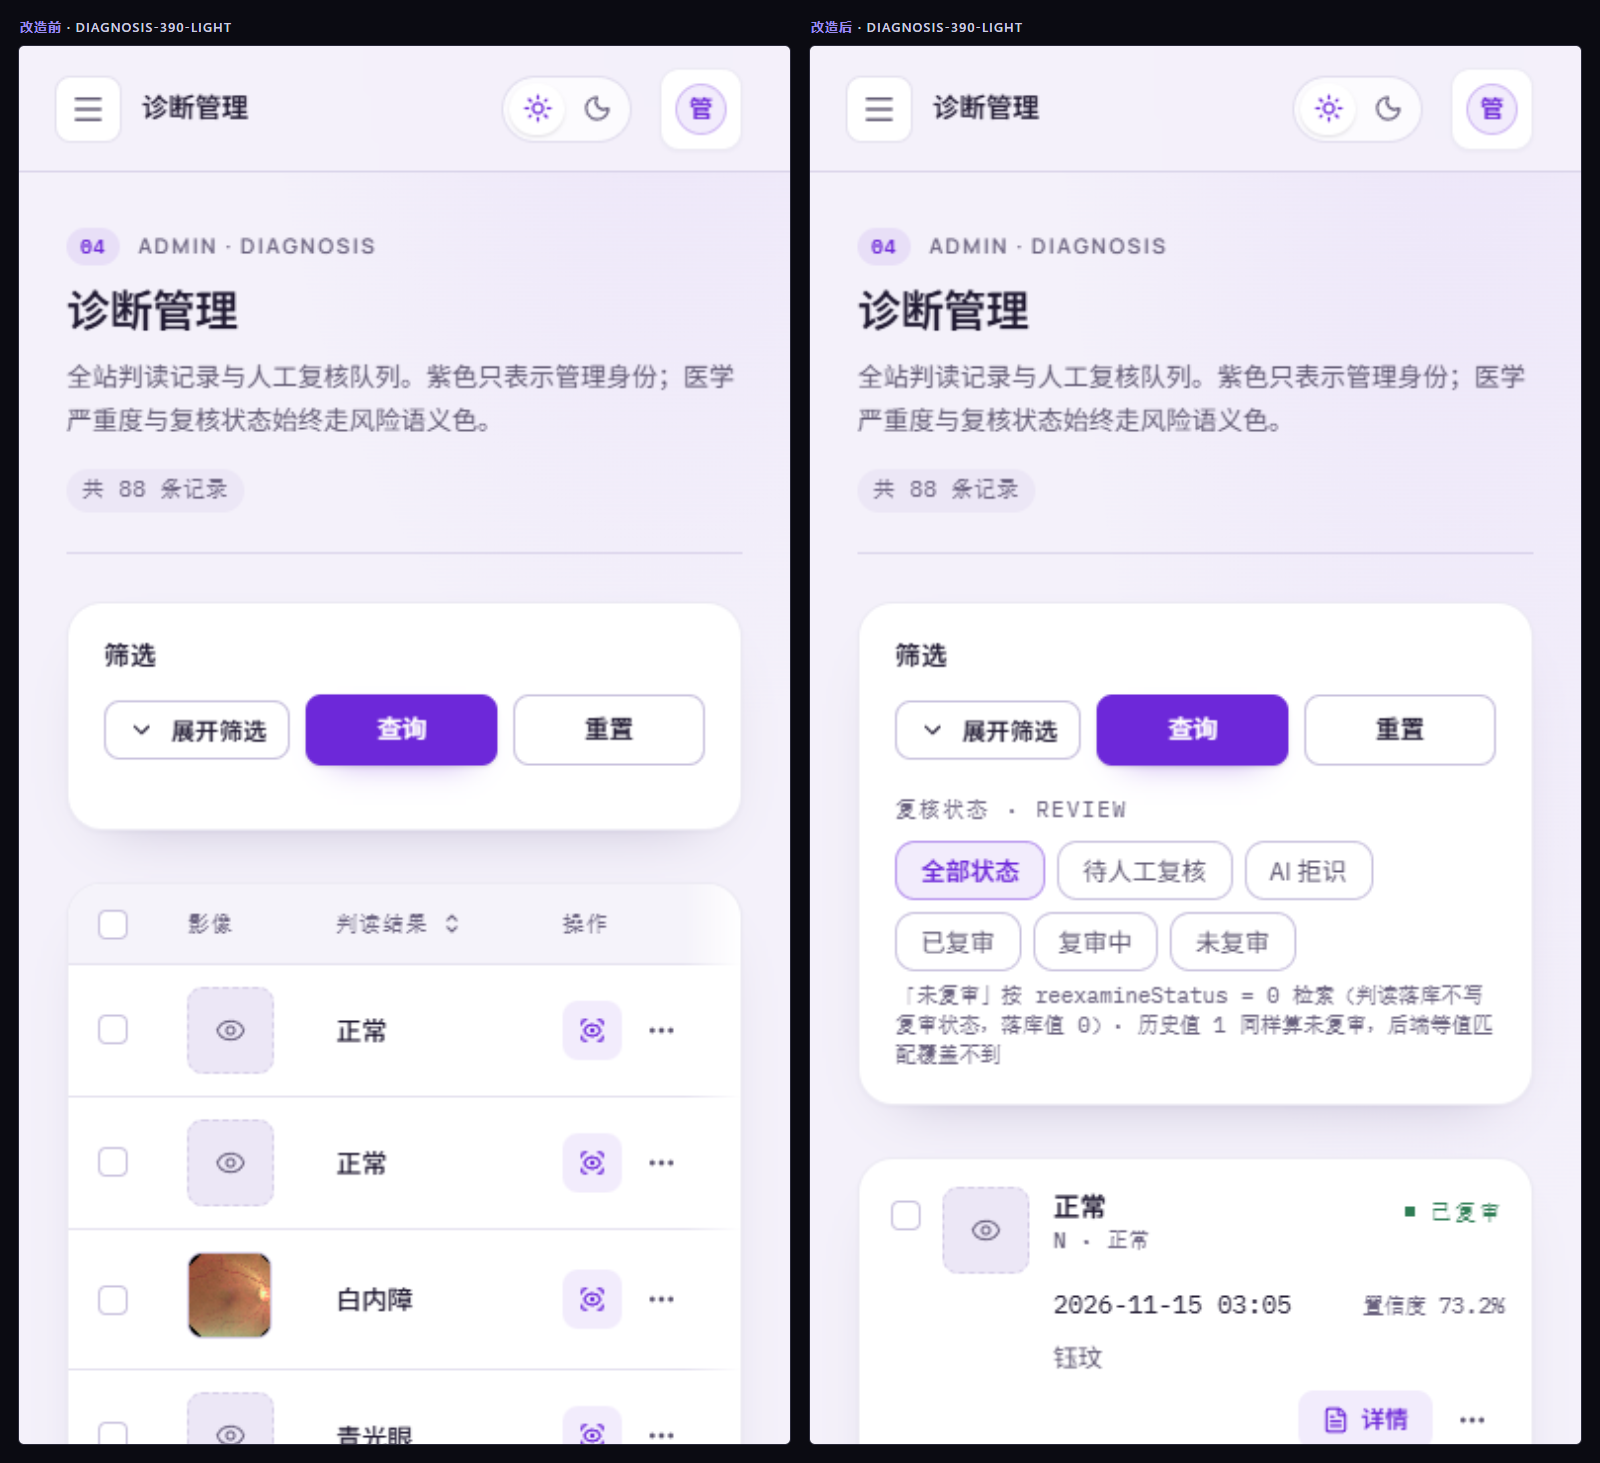 改造前 · DIAGNOSIS-390-LIGHT
诊断管理
管
04 ADMIN · DIAGNOSIS
诊断管理
全站判读记录与人工复核队列。紫色只表示管理身份；医学
严重度与复核状态始终走风险语义色。
共 88 条记录
筛选
展开筛选 查询 重置
影像 判读结果 操作
正常
正常
白内障
青光眼
改造后 · DIAGNOSIS-390-LIGHT
诊断管理
管
04 ADMIN · DIAGNOSIS
诊断管理
全站判读记录与人工复核队列。紫色只表示管理身份；医学
严重度与复核状态始终走风险语义色。
共 88 条记录
筛选
展开筛选 查询 重置
复核状态 · REVIEW
全部状态 待人工复核 AI 拒识
已复审 复审中 未复审
「未复审」按 reexamineStatus = 0 检索（判读落库不写
复审状态，落库值 0）· 历史值 1 同样算未复审，后端等值匹
配覆盖不到
正常 已复审
N · 正常
2026-11-15 03:05 置信度 73.2%
钰玟
详情